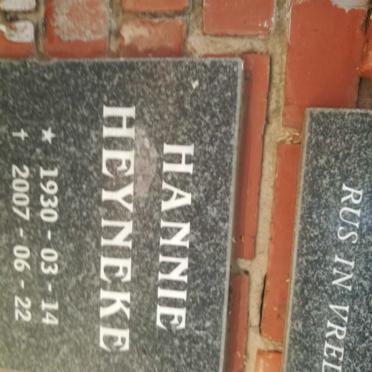 HANNIE
HEYNEKE
★ 1930 - 03 - 14
✝ 2007 - 06 - 22
RUS IN